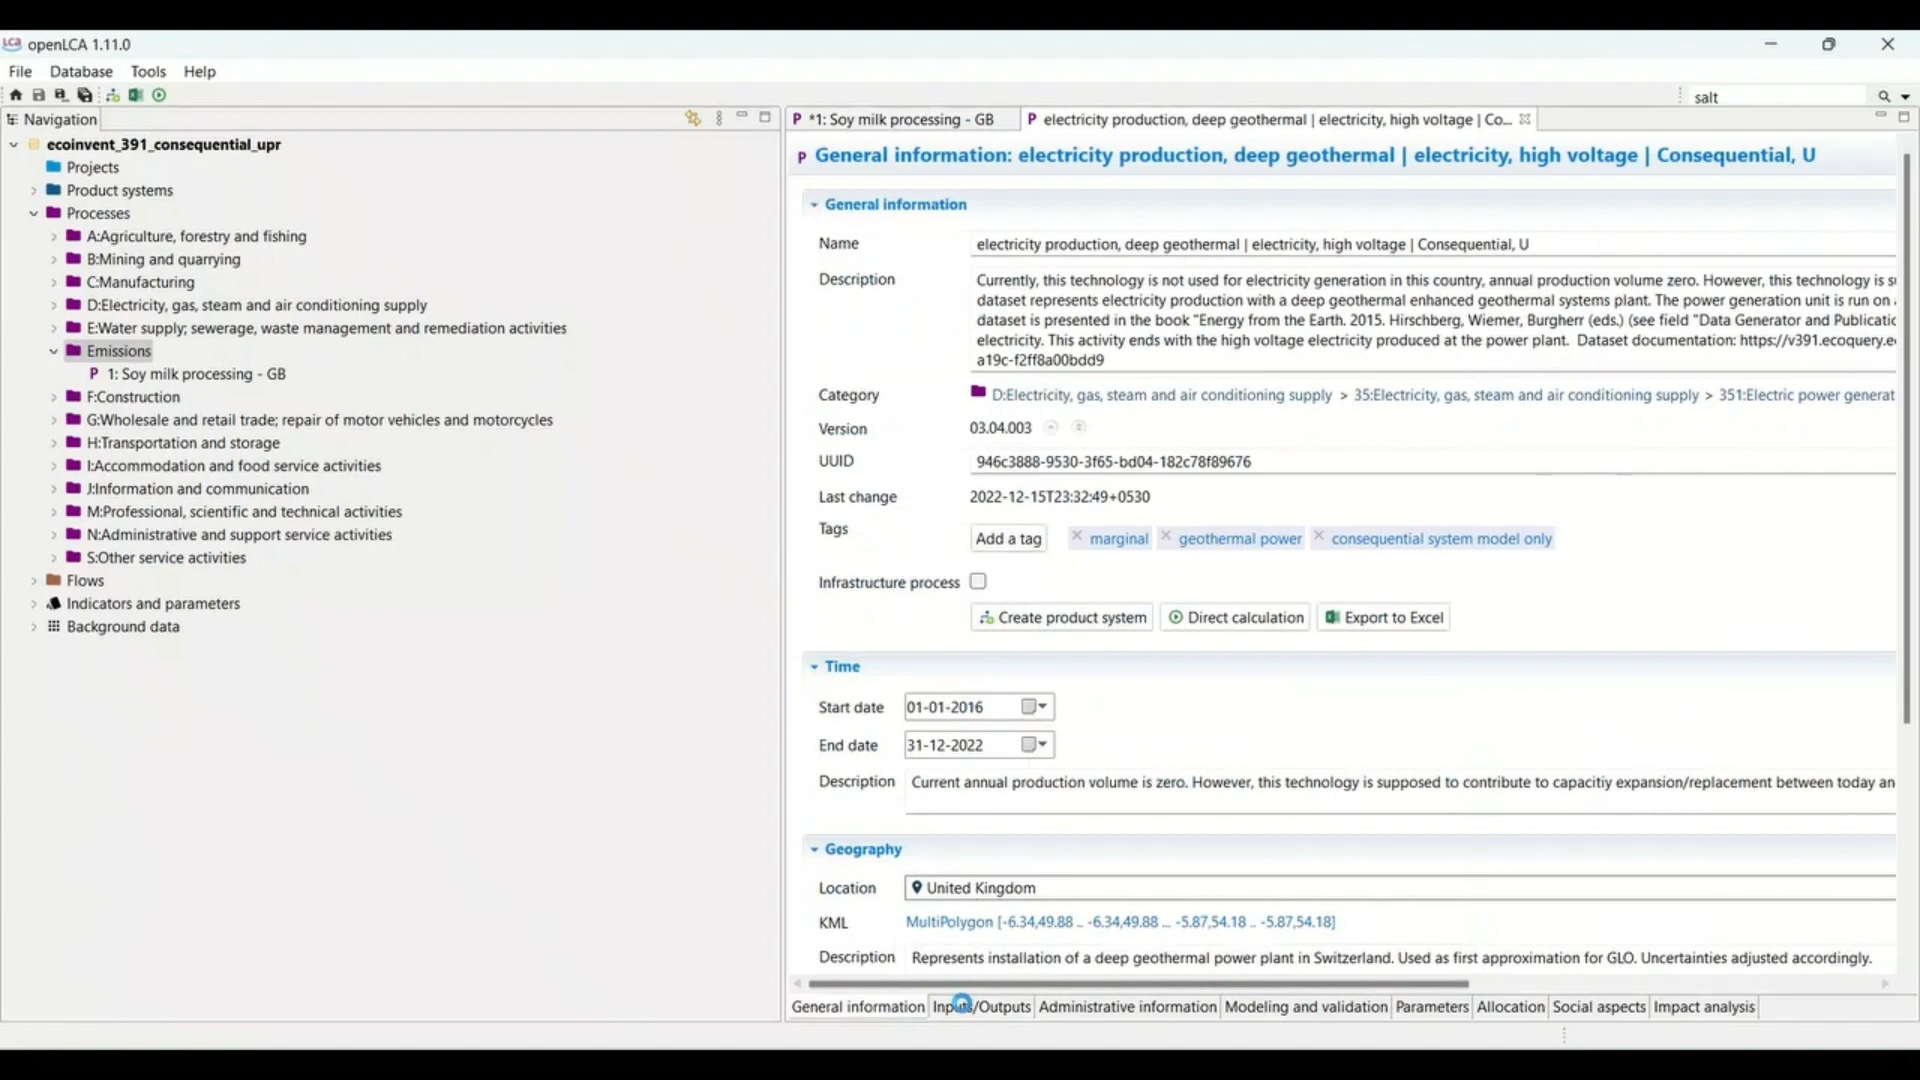 LCA openLCA 1.11.0
File Database Tools Help
salt
Navigation
P *1: Soy milk processing - GB
P electricity production, deep geothermal | electricity, high voltage | Co...
ecoinvent_391_consequential_upr
Projects
Product systems
Processes
A:Agriculture, forestry and fishing
B:Mining and quarrying
C:Manufacturing
D:Electricity, gas, steam and air conditioning supply
E:Water supply; sewerage, waste management and remediation activities
Emissions
P 1: Soy milk processing - GB
F:Construction
G:Wholesale and retail trade; repair of motor vehicles and motorcycles
H:Transportation and storage
I:Accommodation and food service activities
J:Information and communication
M:Professional, scientific and technical activities
N:Administrative and support service activities
S:Other service activities
Flows
Indicators and parameters
Background data
P General information: electricity production, deep geothermal | electricity, high voltage | Consequential, U
General information
Name electricity production, deep geothermal | electricity, high voltage | Consequential, U
Description Currently, this technology is not used for electricity generation in this country, annual production volume zero. However, this technology is
dataset represents electricity production with a deep geothermal enhanced geothermal systems plant. The power generation unit is run on
dataset is presented in the book "Energy from the Earth. 2015. Hirschberg, Wiemer, Burgherr (eds.) (see field "Data Generator and
electricity. This activity ends with the high voltage electricity produced at the power plant. Dataset documentation: https://v391.ecoquery.e
a19c-f2ff8a00bdd9
Category D:Electricity, gas, steam and air conditioning supply > 35:Electricity, gas, steam and air conditioning supply > 351:Electric power generat
Version 03.04.003
UUID 946c3888-9530-3f65-bd04-182c78f89676
Last change 2022-12-15T23:32:49+0530
Tags Add a tag marginal geothermal power consequential system model only
Infrastructure process
Create product system Direct calculation Export to Excel
Time
Start date 01-01-2016
End date 31-12-2022
Description Current annual production volume is zero. However, this technology is supposed to contribute to capacitiy expansion/replacement between today an
Geography
Location United Kingdom
KML MultiPolygon [-6.34,49.88 .. -6.34,49.88 ... -5.87,54.18 .. -5.87,54.18]
Description Represents installation of a deep geothermal power plant in Switzerland. Used as first approximation for GLO. Uncertainties adjusted accordingly.
General information Inputs/Outputs Administrative information Modeling and validation Parameters Allocation Social aspects Impact analysis